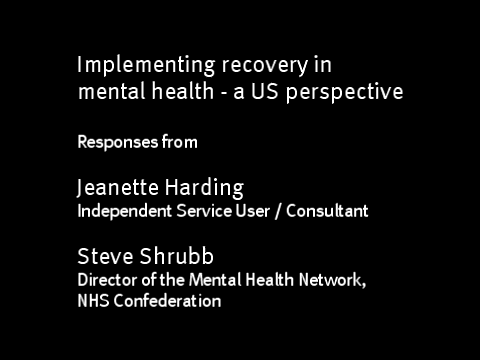 Implementing recovery in
mental health - a US perspective
Responses from
Jeanette Harding
Independent Service User / Consultant
Steve Shrubb
Director of the Mental Health Network,
NHS Confederation